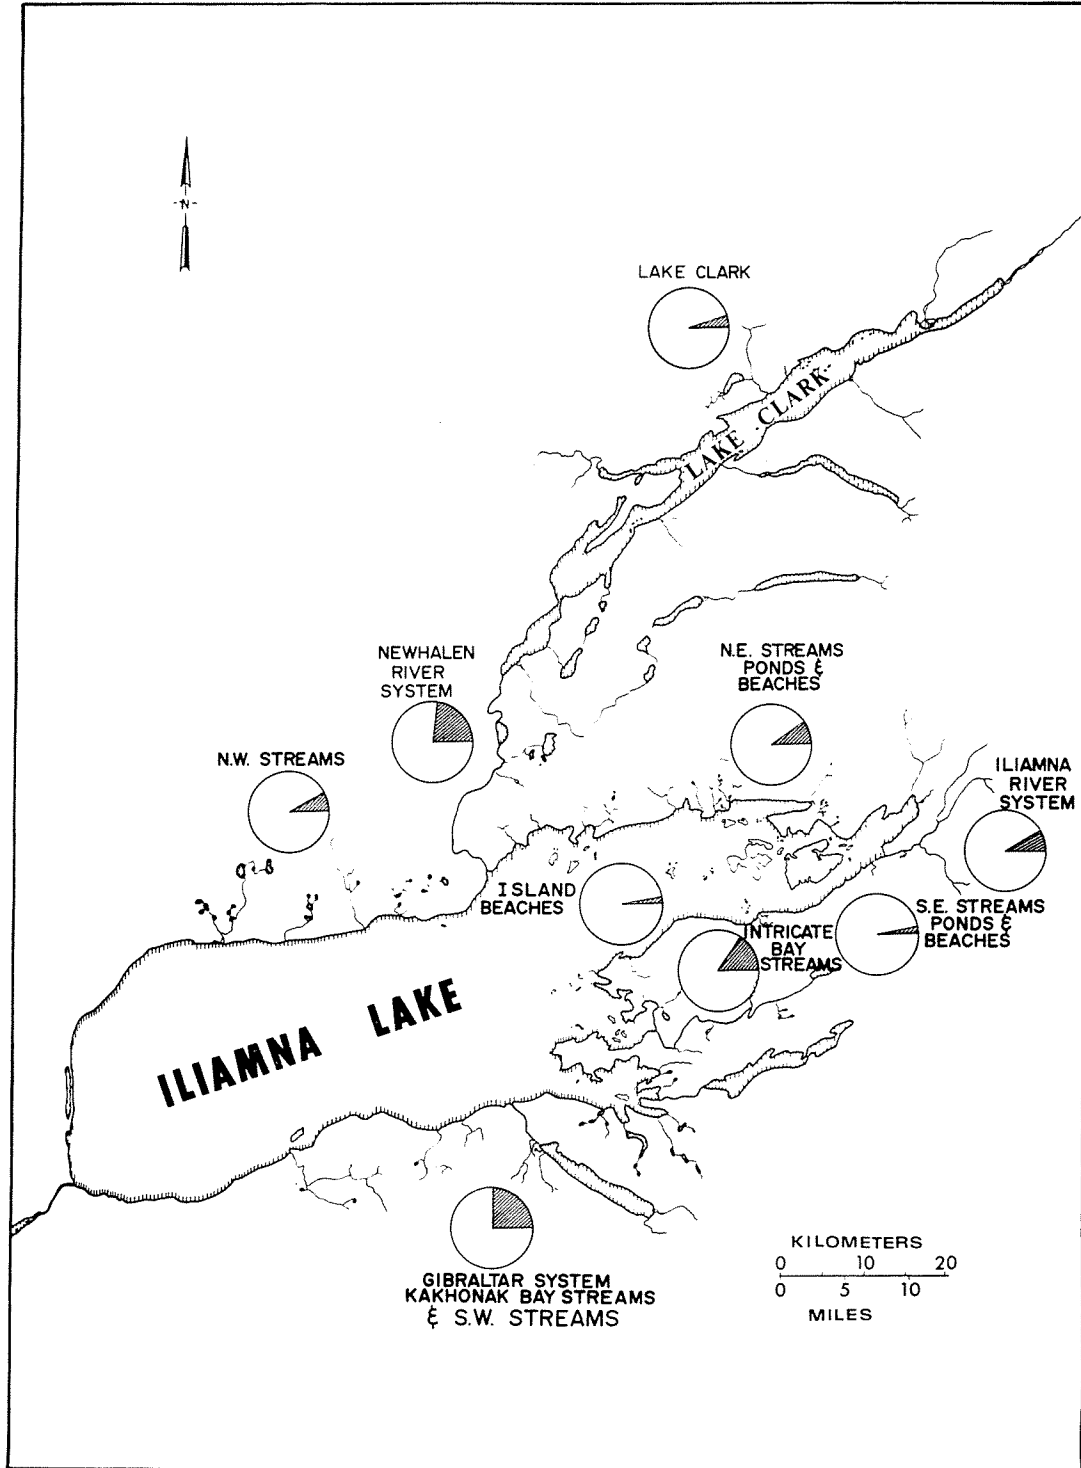 N
LAKE CLARK
LAKE CLARK
NEWHALEN
RIVER
SYSTEM
N.E. STREAMS
PONDS &
BEACHES
N.W. STREAMS
ILIAMNA
RIVER
SYSTEM
ISLAND
BEACHES
S.E. STREAMS
PONDS &
BEACHES
INTRICATE
BAY
STREAMS
ILIAMNA LAKE
GIBRALTAR SYSTEM
KAKHONAK BAY STREAMS
& S.W. STREAMS
KILOMETERS
0 10 20
0 5 10
MILES